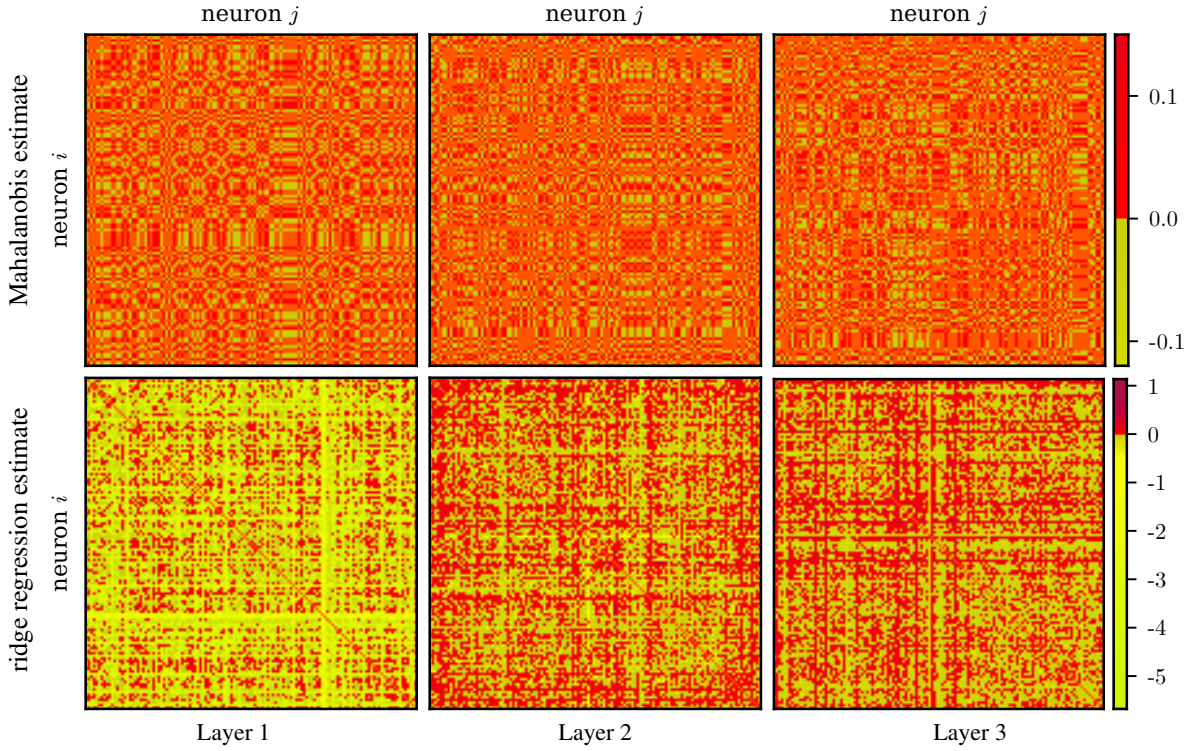 neuron j
neuron j
neuron j
Mahalanobis estimate
neuron i
0.1
0.0
-0.1
ridge regression estimate
neuron i
1
0
-1
-2
-3
-4
-5
Layer 1
Layer 2
Layer 3